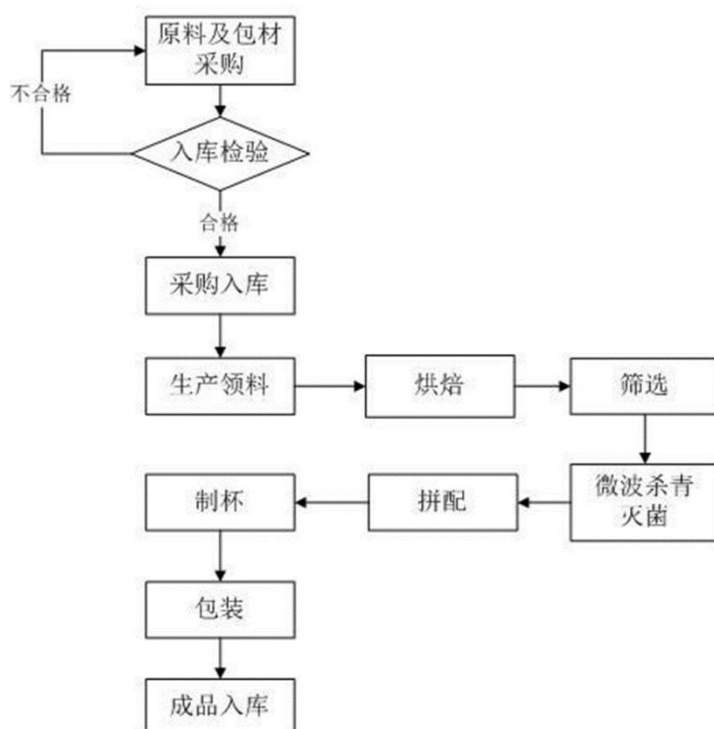 原料及包材
采购
不合格
入库检验
合格
采购入库
生产领料
烘焙
筛选
微波杀青
灭菌
拼配
制杯
包装
成品入库